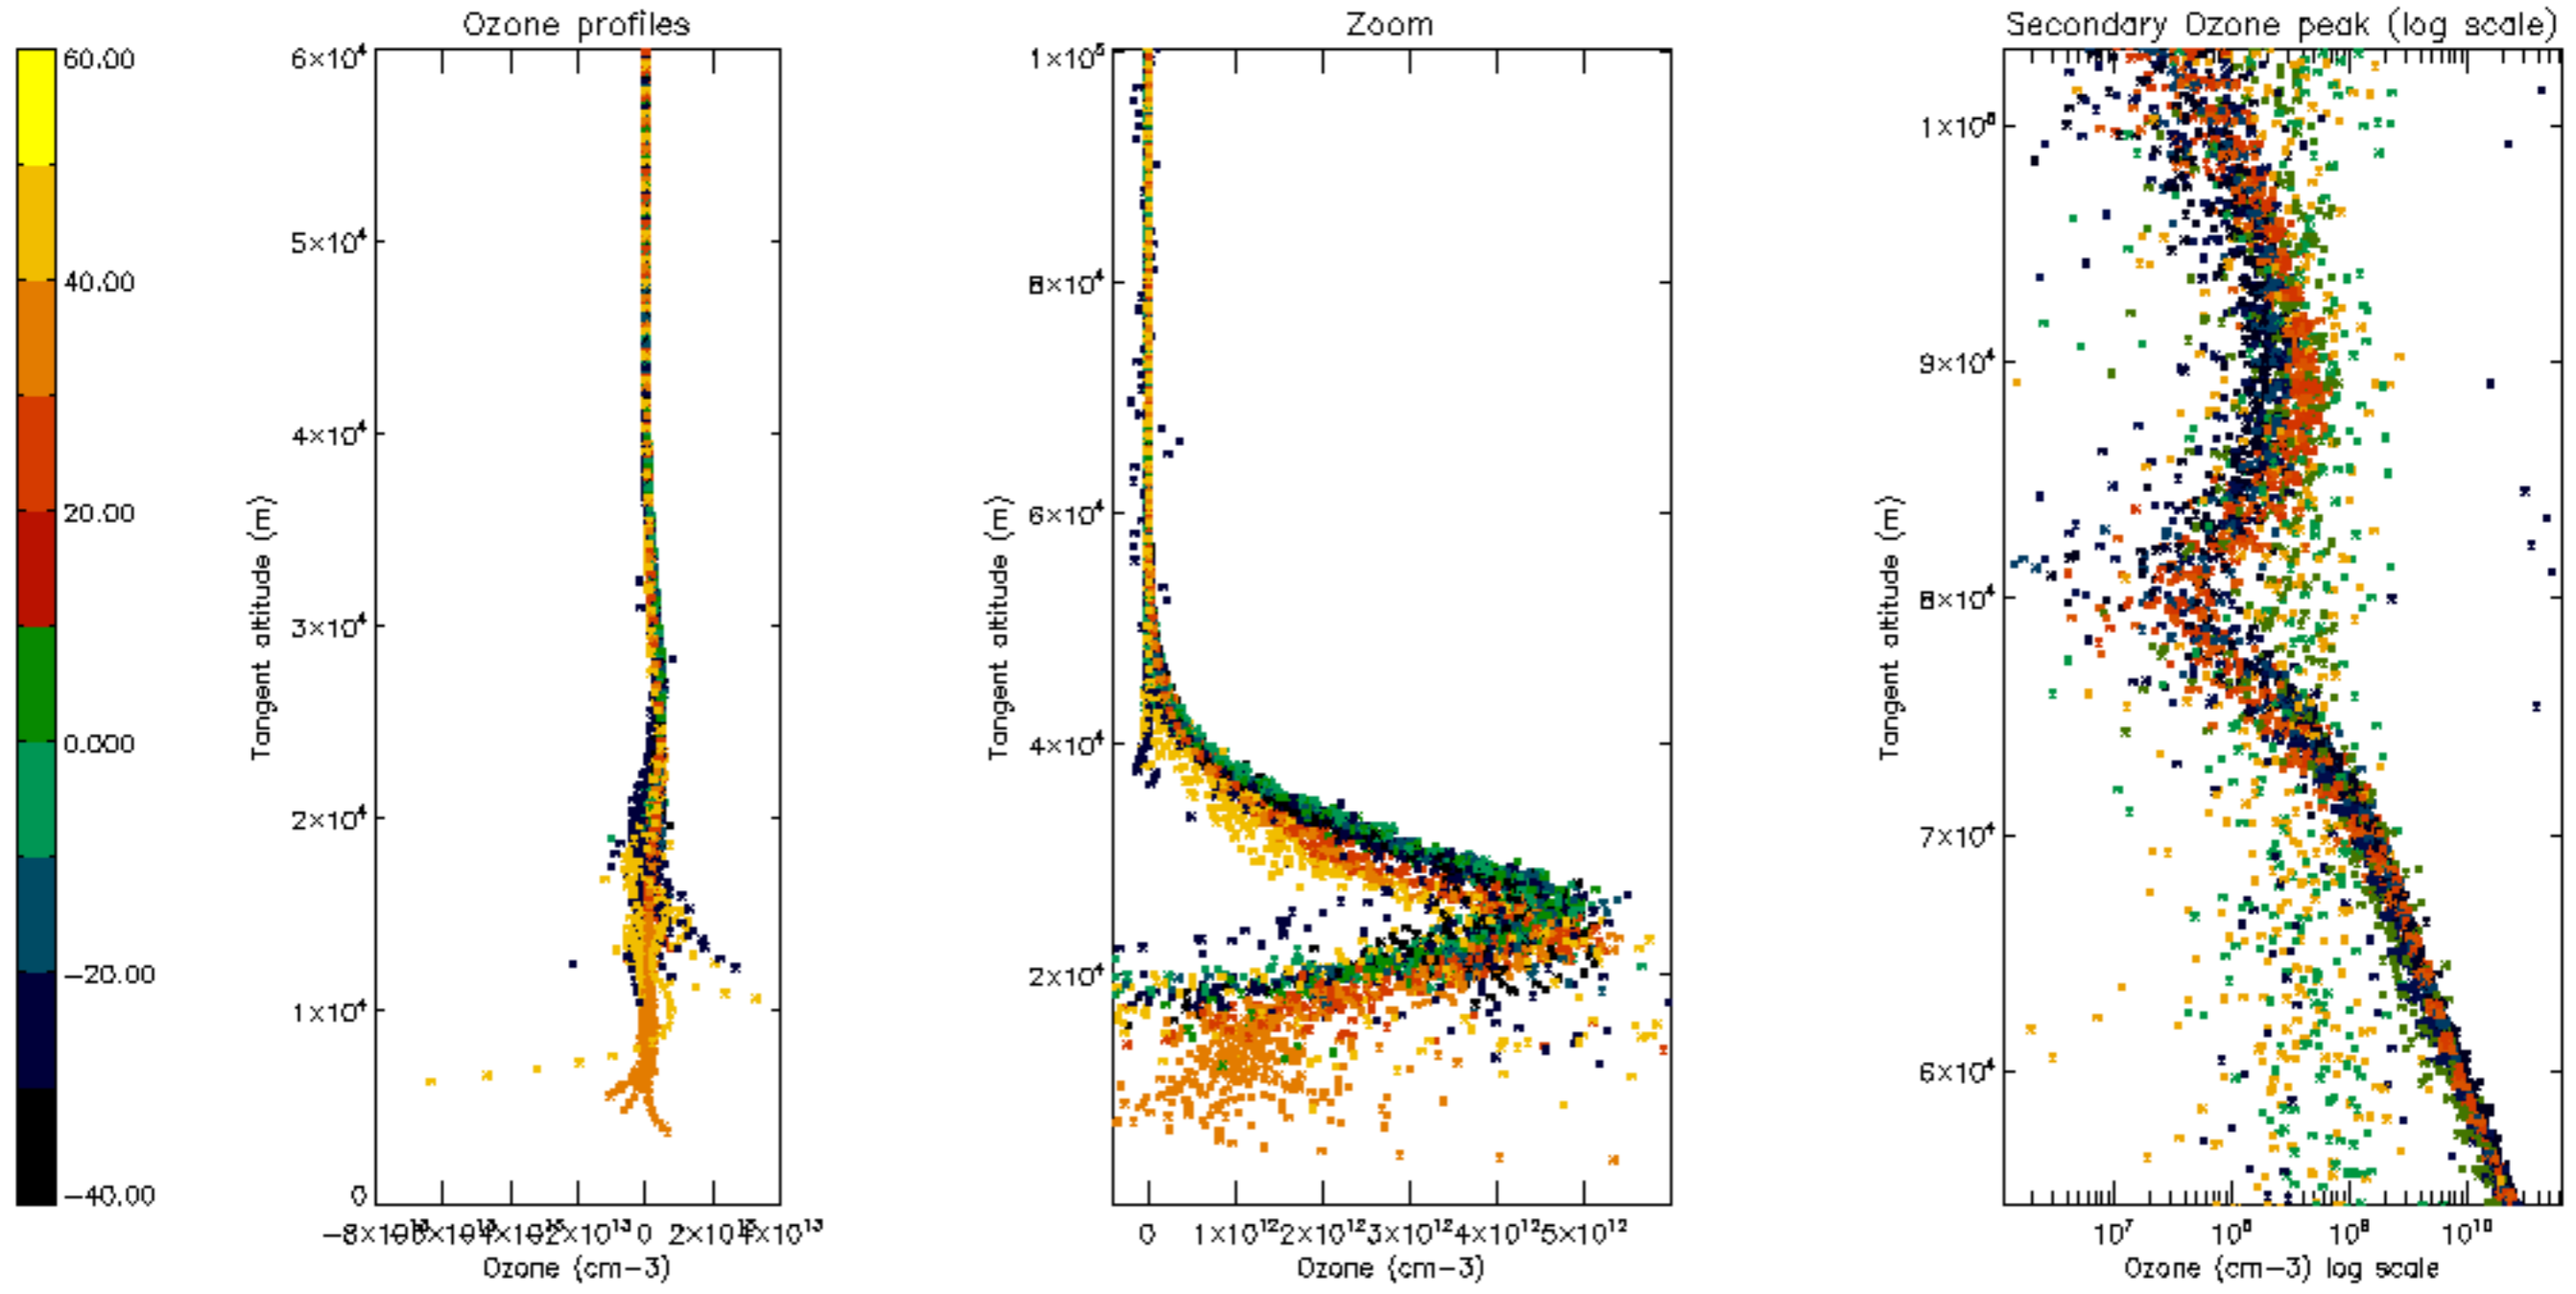 Ozone profiles
Zoom
Secondary Ozone peak (log scale)
60.00
40.00
20.00
0.000
−20.00
−40.00
6×10⁴
5×10⁴
4×10⁴
3×10⁴
2×10⁴
1×10⁴
0
Tangent altitude (m)
0
Ozone (cm−3)
1×10⁵
8×10⁴
6×10⁴
4×10⁴
2×10⁴
Tangent altitude (m)
0 1×10¹² 2×10¹² 3×10¹² 4×10¹² 5×10¹²
Ozone (cm−3)
1×10⁵
9×10⁴
8×10⁴
7×10⁴
6×10⁴
Tangent altitude (m)
10⁷ 10⁸ 10⁹ 10¹⁰
Ozone (cm−3) log scale